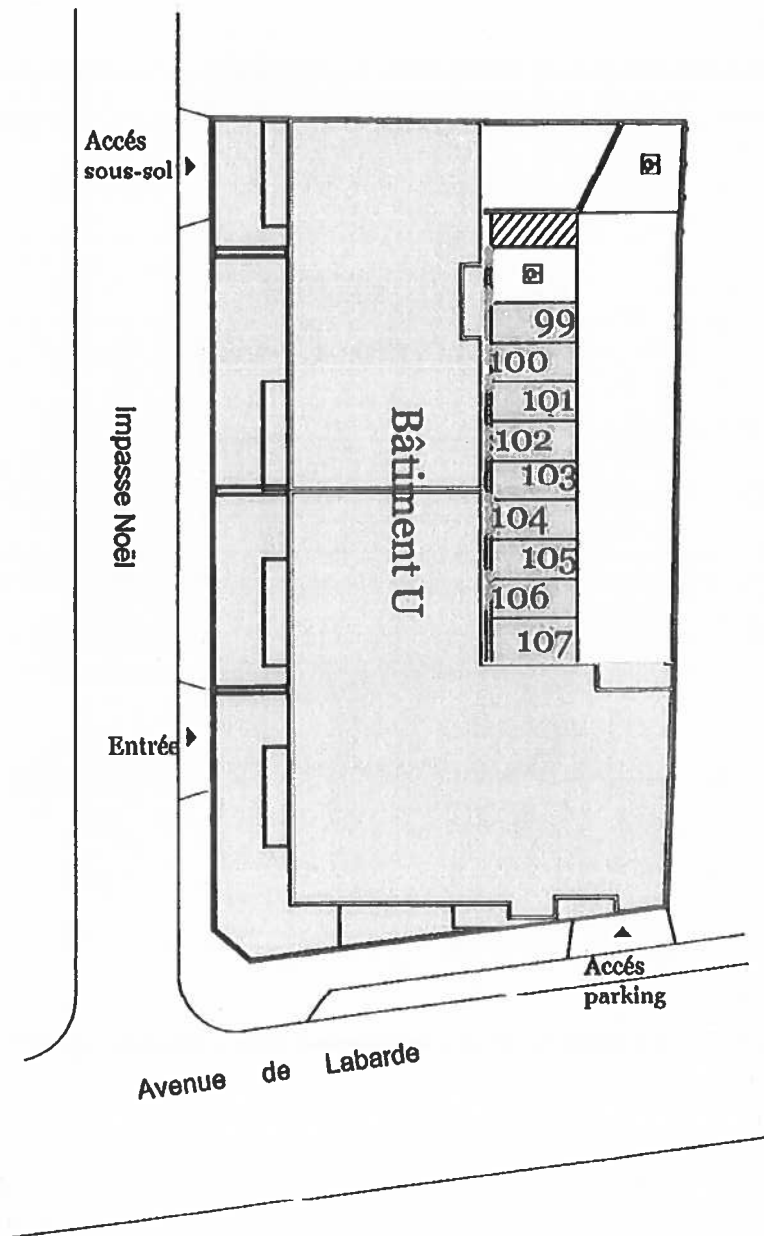 Accés
sous-sol
99
100
101
102
103
104
105
106
107
Bâtiment U
Impasse Noël
Entrée
Accés
parking
Avenue de Labarde